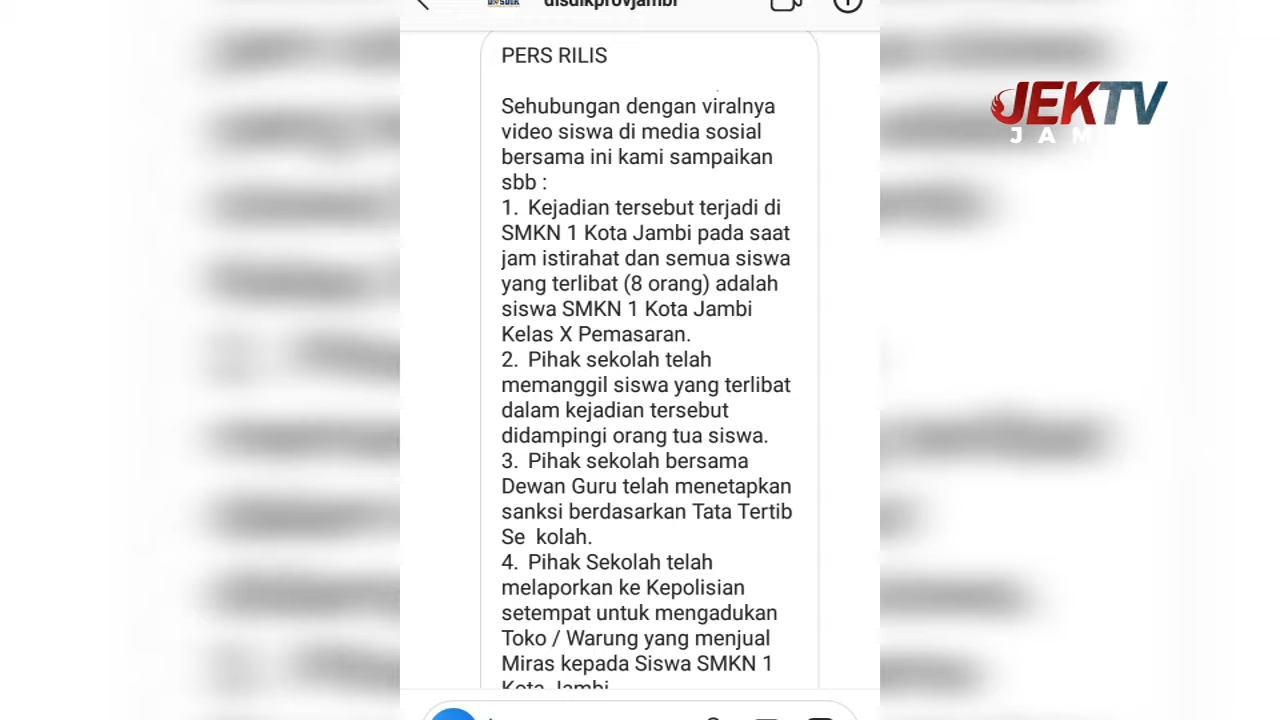 disdikprovjambi
PERS RILIS
Sehubungan dengan viralnya
video siswa di media sosial
bersama ini kami sampaikan
sbb :
1. Kejadian tersebut terjadi di
SMKN 1 Kota Jambi pada saat
jam istirahat dan semua siswa
yang terlibat (8 orang) adalah
siswa SMKN 1 Kota Jambi
Kelas X Pemasaran.
2. Pihak sekolah telah
memanggil siswa yang terlibat
dalam kejadian tersebut
didampingi orang tua siswa.
3. Pihak sekolah bersama
Dewan Guru telah menetapkan
sanksi berdasarkan Tata Tertib
Se kolah.
4. Pihak Sekolah telah
melaporkan ke Kepolisian
setempat untuk mengadukan
Toko / Warung yang menjual
Miras kepada Siswa SMKN 1
Kota Jambi
JEKTV